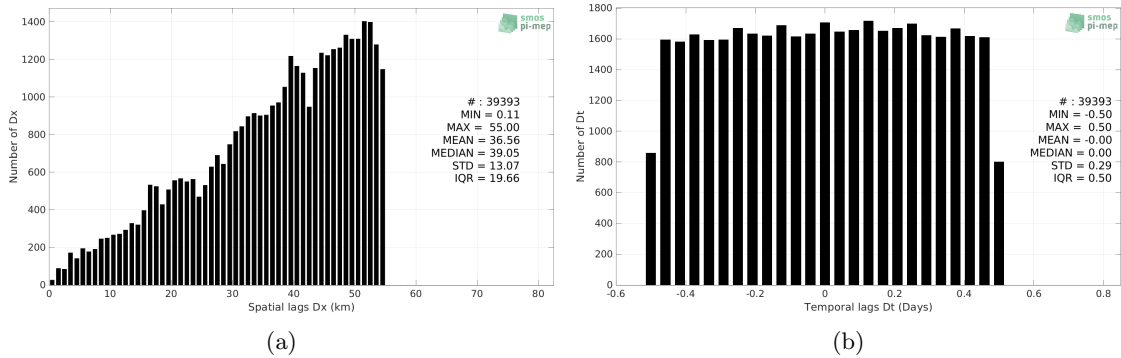 1400
1200
1000
800
600
400
200
0
Number of Dx
smos
pi-mep
# : 39393
MIN = 0.11
MAX = 55.00
MEAN = 36.56
MEDIAN = 39.05
STD = 13.07
IQR = 19.66
0 10 20 30 40 50 60 70 80
Spatial lags Dx (km)
(a)
1800
1600
1400
1200
1000
800
600
400
200
0
Number of Dt
smos
pi-mep
# : 39393
MIN = -0.50
MAX = 0.50
MEAN = -0.00
MEDIAN = 0.00
STD = 0.29
IQR = 0.50
-0.6 -0.4 -0.2 0 0.2 0.4 0.6 0.8
Temporal lags Dt (Days)
(b)